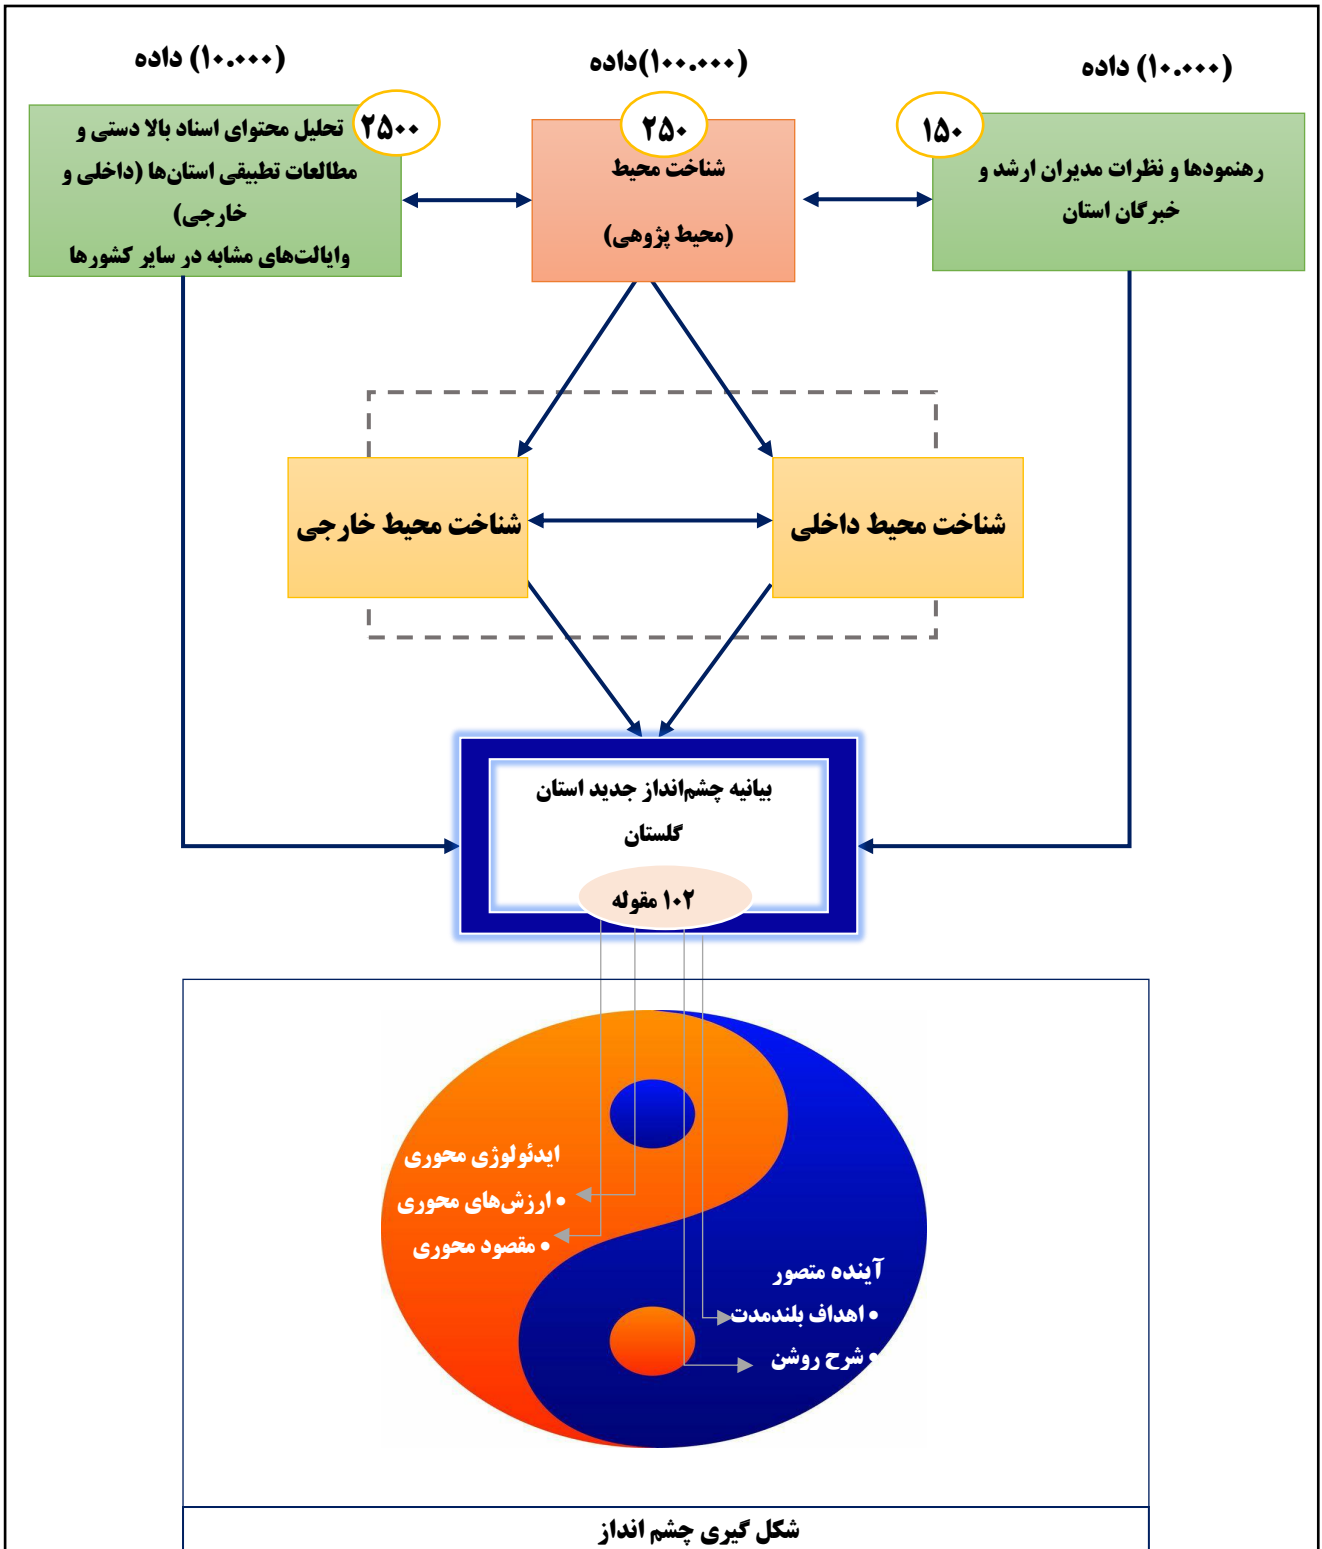 (۱۰.۰۰۰) داده
(۱۰۰.۰۰۰)داده
(۱۰.۰۰۰) داده
۱۵۰
رهنمودها و نظرات مدیران ارشد و
خبرگان استان
۲۵۰
شناخت محیط
(محیط پژوهی)
۲۵۰۰
تحلیل محتوای اسناد بالا دستی و
مطالعات تطبیقی استان‌ها (داخلی و
خارجی)
وایالت‌های مشابه در سایر کشورها
شناخت محیط داخلی
شناخت محیط خارجی
بیانیه چشم‌انداز جدید استان
گلستان
۱۰۲ مقوله
ایدئولوژی محوری
• ارزش‌های محوری
• مقصود محوری
آینده متصور
• اهداف بلندمدت
• شرح روشن
شکل گیری چشم انداز